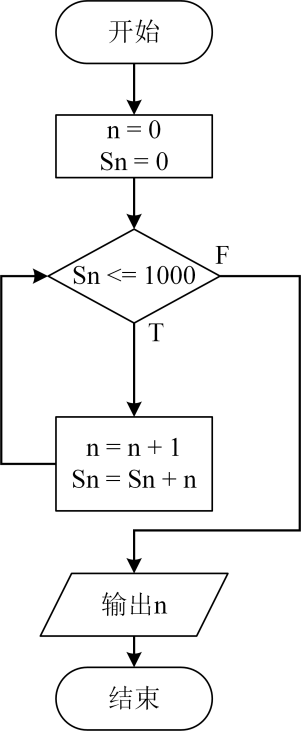 开始
n = 0
Sn = 0
Sn <= 1000
F
T
n = n + 1
Sn = Sn + n
输出n
结束